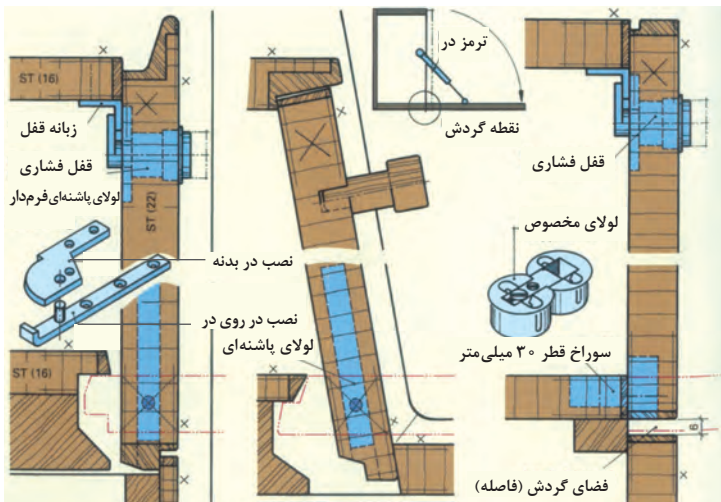 ST (16)
زبانه قفل
قفل فشاری
لولای پاشنه‌ای فرم‌دار
ST (22)
نصب در بدنه
نصب در روی در
لولای پاشنه‌ای
ST (16)
ترمز در
نقطه گردش
قفل فشاری
لولای مخصوص
سوراخ قطر ۳۰ میلی‌متر
6
فضای گردش (فاصله)